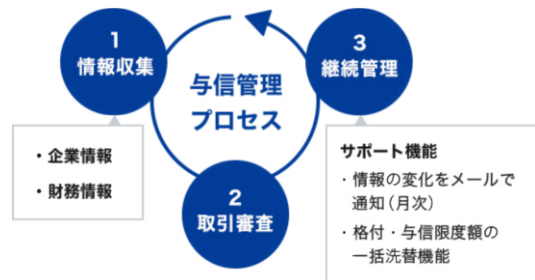 1
情報収集
与信管理
プロセス
3
継続管理
・企業情報
・財務情報
2
取引審査
サポート機能
・情報の変化をメールで
通知(月次)
・格付・与信限度額の
一括洗替機能